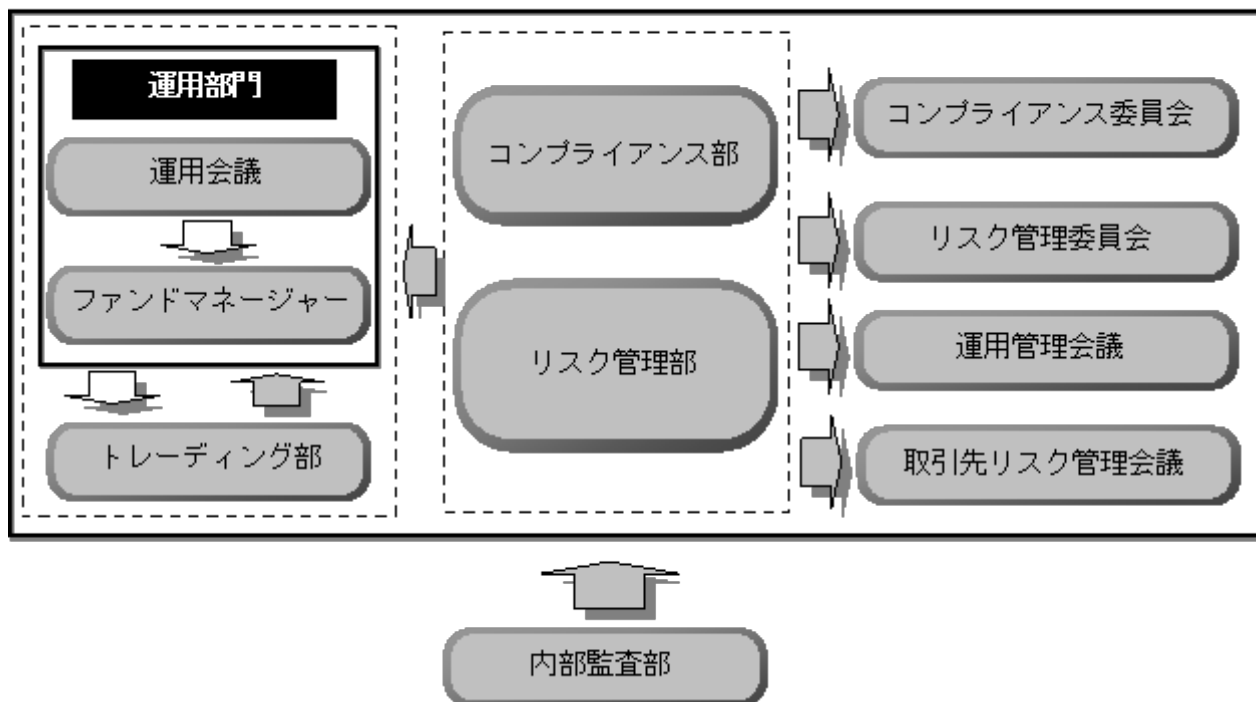 運用部門
運用会議
ファンドマネージャー
トレーディング部
コンプライアンス部
リスク管理部
コンプライアンス委員会
リスク管理委員会
運用管理会議
取引先リスク管理会議
内部監査部